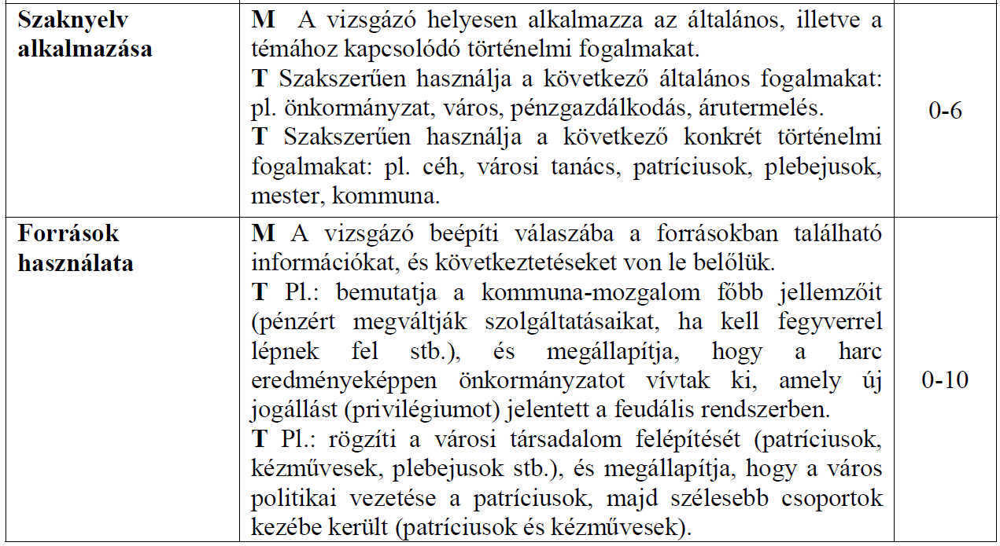 Szaknyelv
alkalmazása
M A vizsgázó helyesen alkalmazza az általános, illetve a
témához kapcsolódó történelmi fogalmakat.
T Szakszerűen használja a következő általános fogalmakat:
pl. önkormányzat, város, pénzgazdálkodás, árutermelés.
T Szakszerűen használja a következő konkrét történelmi
fogalmakat: pl. céh, városi tanács, patríciusok, plebejusok,
mester, kommuna.
0-6
Források
használata
M A vizsgázó beépíti válaszába a forrásokban található
információkat, és következtetéseket von le belőlük.
T Pl.: bemutatja a kommuna-mozgalom főbb jellemzőit
(pénzért megváltják szolgáltatásaikat, ha kell fegyverrel
lépnek fel stb.), és megállapítja, hogy a harc
eredményeképpen önkormányzatot vívtak ki, amely új
jogállást (privilégiumot) jelentett a feudális rendszerben.
T Pl.: rögzíti a városi társadalom felépítését (patríciusok,
kézművesek, plebejusok stb.), és megállapítja, hogy a város
politikai vezetése a patríciusok, majd szélesebb csoportok
kezébe került (patríciusok és kézművesek).
0-10